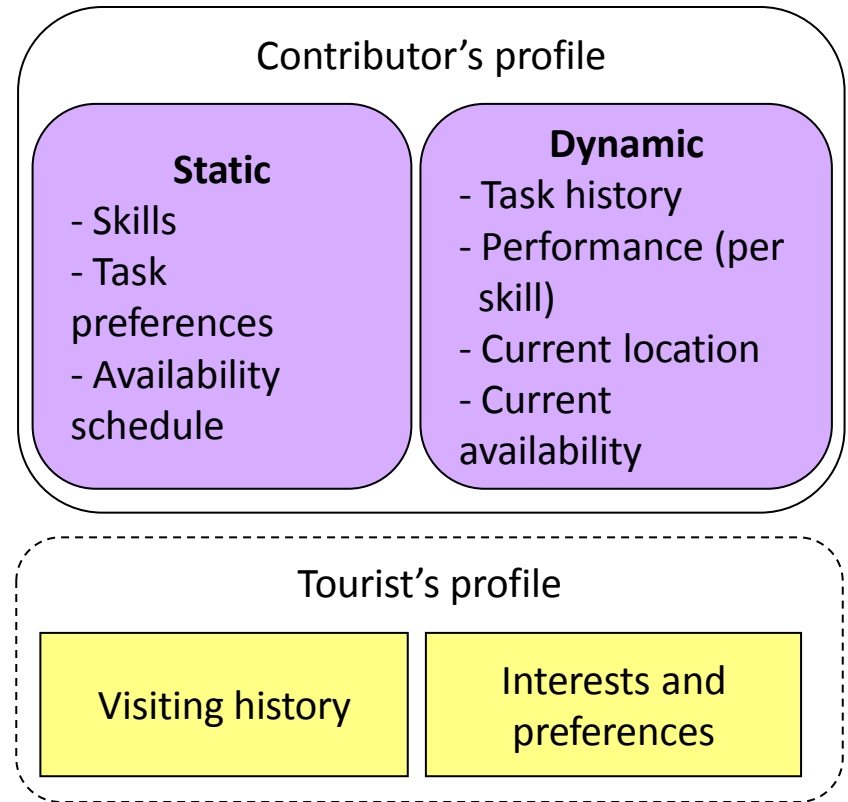 Contributor’s profile
Static
- Skills
- Task
preferences
- Availability
schedule
Dynamic
- Task history
- Performance (per
skill)
- Current location
- Current
availability
Tourist’s profile
Visiting history
Interests and
preferences